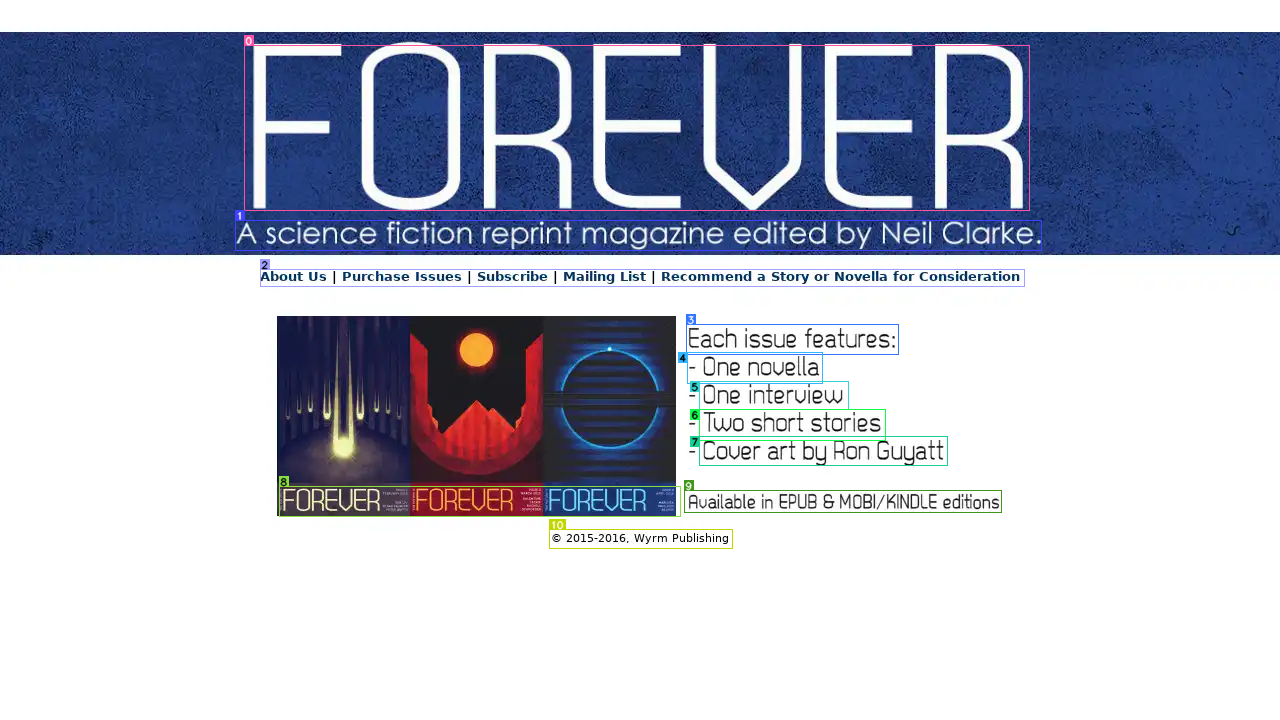 FOREVER
A science fiction reprint magazine edited by Neil Clarke.
About Us | Purchase Issues | Subscribe | Mailing List | Recommend a Story or Novella for Consideration
Each issue features:
- One novella
- One interview
- Two short stories
- Cover art by Ron Guyatt
FOREVER FOREVER FOREVER
Available in EPUB & MOBI/KINDLE editions
© 2015-2016, Wyrm Publishing